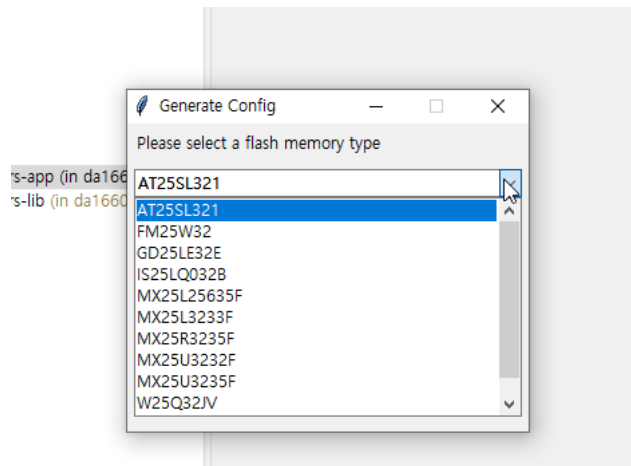 Generate Config
Please select a flash memory type
rs-app (in da166
rs-lib (in da1660
AT25SL321
AT25SL321
FM25W32
GD25LE32E
IS25LQ032B
MX25L25635F
MX25L3233F
MX25R3235F
MX25U3232F
MX25U3235F
W25Q32JV